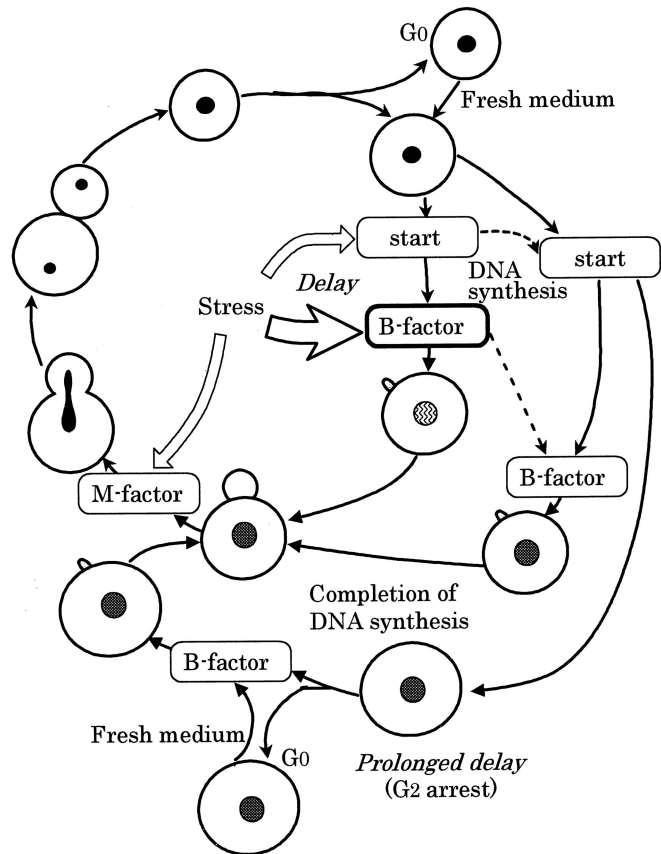 G0
Fresh medium
start
start
DNA
synthesis
Delay
Stress
B-factor
B-factor
M-factor
Completion of
DNA synthesis
B-factor
Fresh medium
G0
Prolonged delay
(G2 arrest)